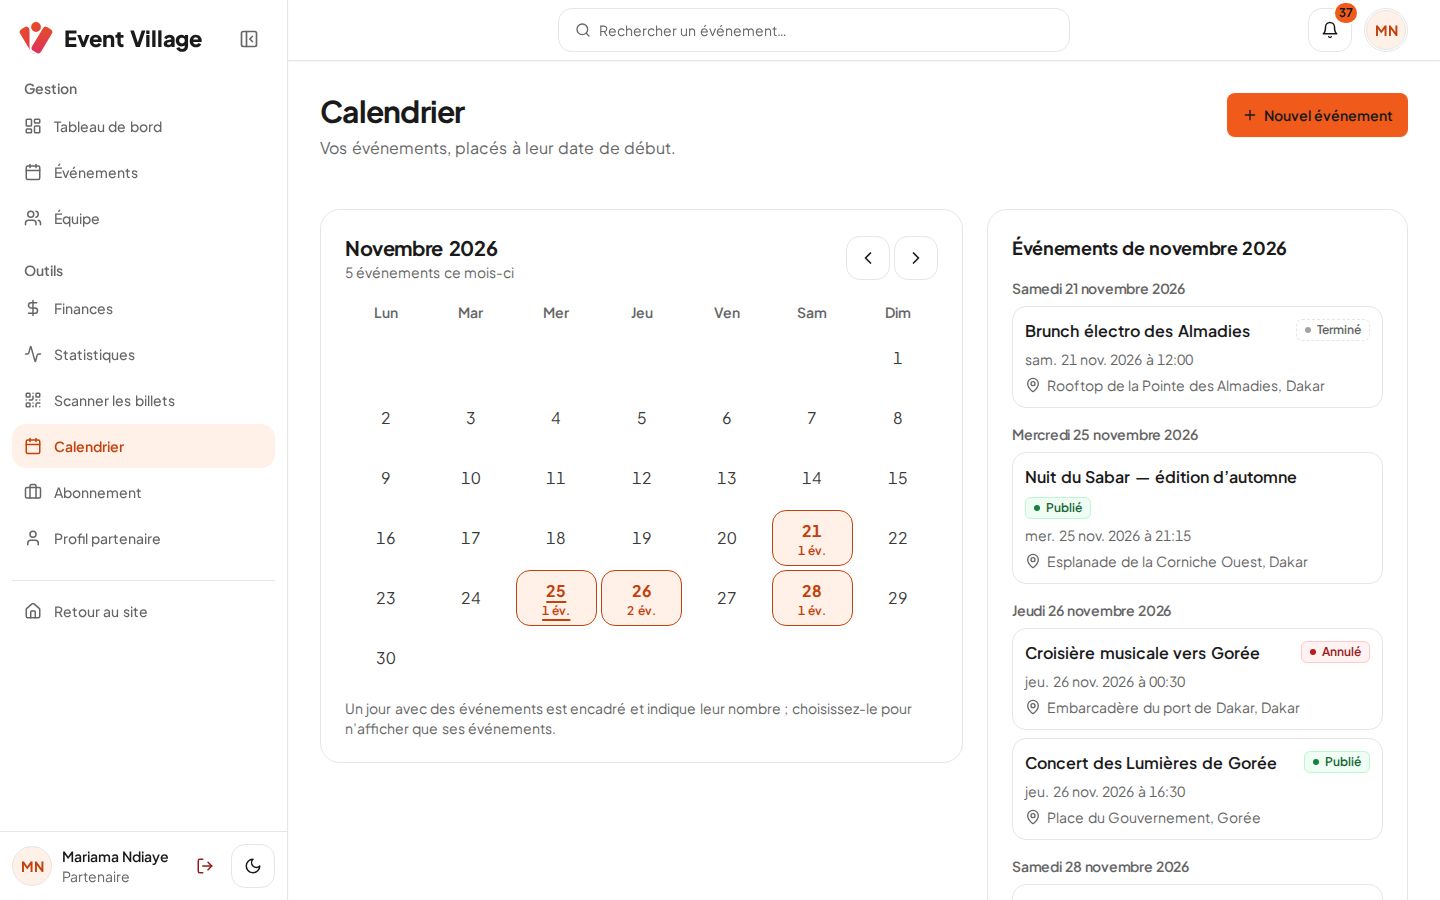 Event Village
Gestion
Tableau de bord
Événements
Équipe
Outils
Finances
Statistiques
Scanner les billets
Calendrier
Abonnement
Profil partenaire
Retour au site
MN
Mariama Ndiaye
Partenaire
Rechercher un événement…
37
MN
Calendrier
Vos événements, placés à leur date de début.
Nouvel événement
Novembre 2026
5 événements ce mois-ci
Lun Mar Mer Jeu Ven Sam Dim
1
2 3 4 5 6 7 8
9 10 11 12 13 14 15
16 17 18 19 20 21 22
1 év.
23 24 25 26 27 28 29
1 év. 2 év. 1 év.
30
Un jour avec des événements est encadré et indique leur nombre ; choisissez-le pour
n’afficher que ses événements.
Événements de novembre 2026
Samedi 21 novembre 2026
Brunch électro des Almadies
Terminé
sam. 21 nov. 2026 à 12:00
Rooftop de la Pointe des Almadies, Dakar
Mercredi 25 novembre 2026
Nuit du Sabar — édition d’automne
Publié
mer. 25 nov. 2026 à 21:15
Esplanade de la Corniche Ouest, Dakar
Jeudi 26 novembre 2026
Croisière musicale vers Gorée
Annulé
jeu. 26 nov. 2026 à 00:30
Embarcadère du port de Dakar, Dakar
Concert des Lumières de Gorée
Publié
jeu. 26 nov. 2026 à 16:30
Place du Gouvernement, Gorée
Samedi 28 novembre 2026